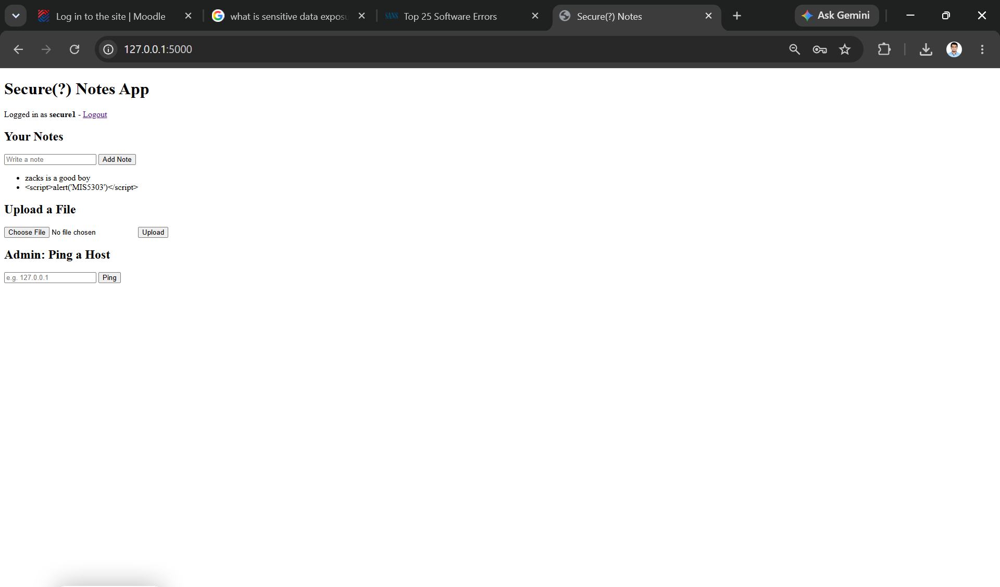 Log in to the site | Moodle
what is sensitive data exposu
SANS Top 25 Software Errors
Secure(?) Notes
Ask Gemini
127.0.0.1:5000
Secure(?) Notes App
Logged in as secure1 - Logout
Your Notes
Write a note Add Note
• zacks is a good boy
• <script>alert('MIS5303')</script>
Upload a File
Choose File No file chosen Upload
Admin: Ping a Host
e.g. 127.0.0.1 Ping